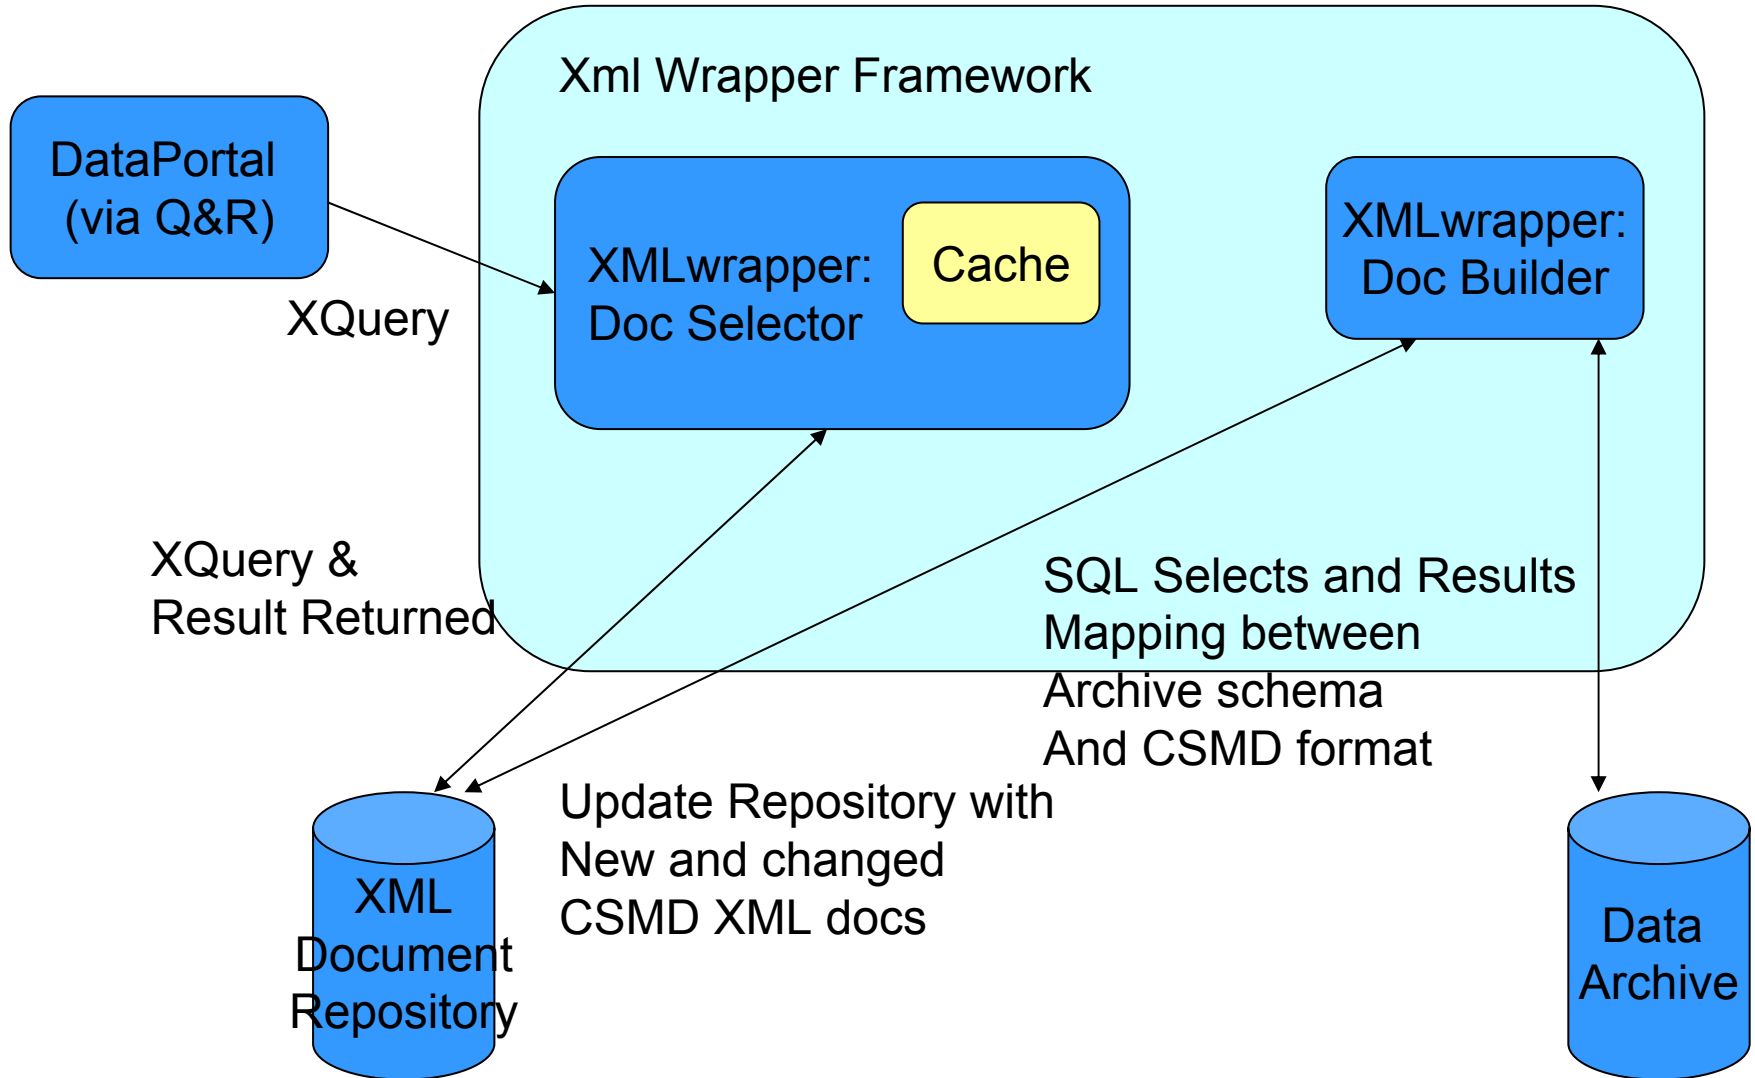 Xml Wrapper Framework
DataPortal
(via Q&R)
XQuery
XMLwrapper:
Doc Selector
Cache
XMLwrapper:
Doc Builder
XQuery &
Result Returned
SQL Selects and Results
Mapping between
Archive schema
And CSMD format
Update Repository with
New and changed
CSMD XML docs
XML
Document
Repository
Data
Archive